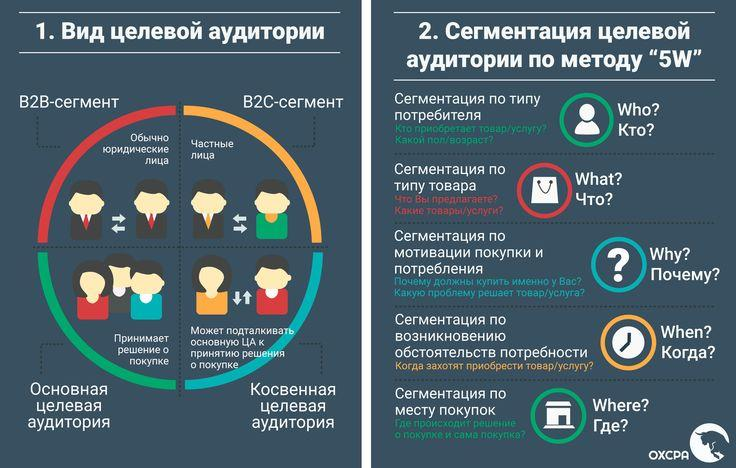 1. Вид целевой аудитории
B2B-сегмент
B2C-сегмент
Обычно
юридические
лица
Частные
лица
Принимает
решение о
покупке
Может подталкивать
основную ЦА к
принятию решения
о покупке
Основная
целевая
аудитория
Косвенная
целевая
аудитория
2. Сегментация целевой
аудитории по методу “5W”
Сегментация по типу
потребителя
Кто приобретает товар/услугу?
Какой пол/возраст?
Who?
Кто?
Сегментация по
типу товара
Что Вы предлагаете?
Какие товары/услуги?
What?
Что?
Сегментация по
мотивации покупки и
потребления
Почему должны купить именно у Вас?
Какую проблему решает товар/услуга?
?
Why?
Почему?
Сегментация по
возникновению
обстоятельств потребности
Когда захотят приобрести товар/услугу?
When?
Когда?
Сегментация по
месту покупок
Где происходит решение
о покупке и сама покупка?
Where?
Где?
OXCPA